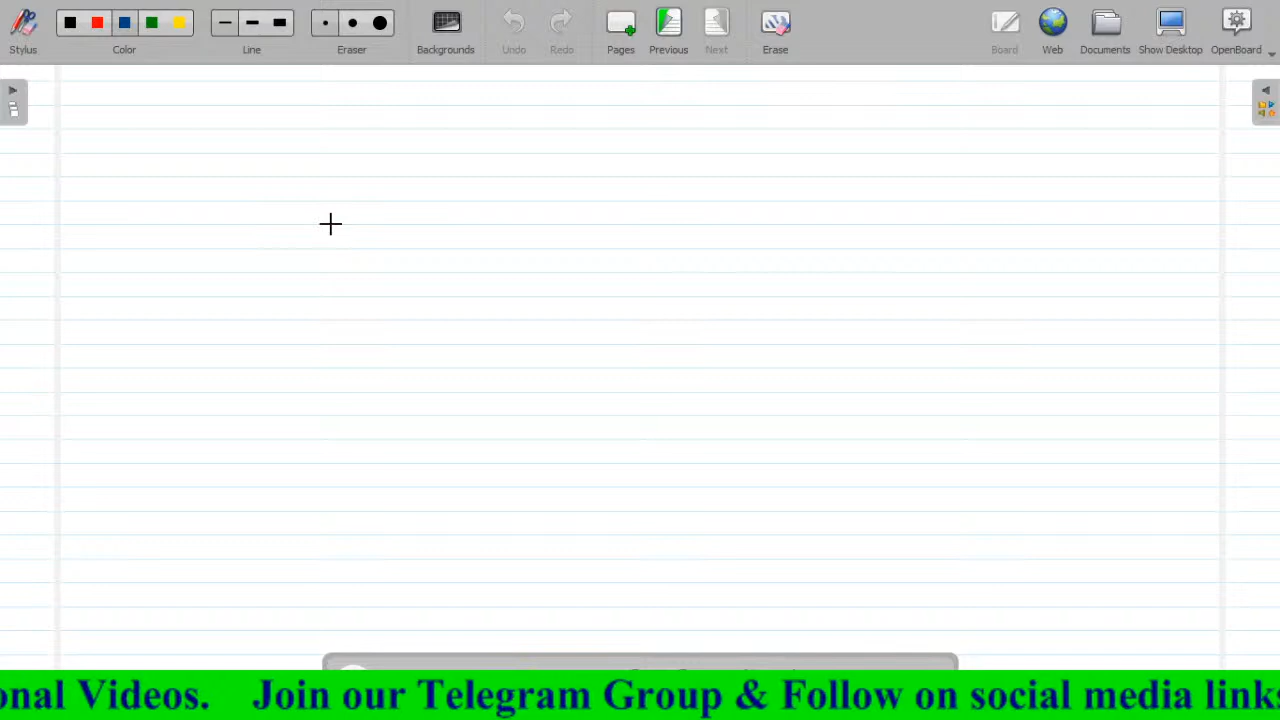 Stylus Color Line Eraser Backgrounds Undo Redo Pages Previous Next Erase Board Web Documents Show Desktop OpenBoard
onal Videos. Join our Telegram Group & Follow on social media links